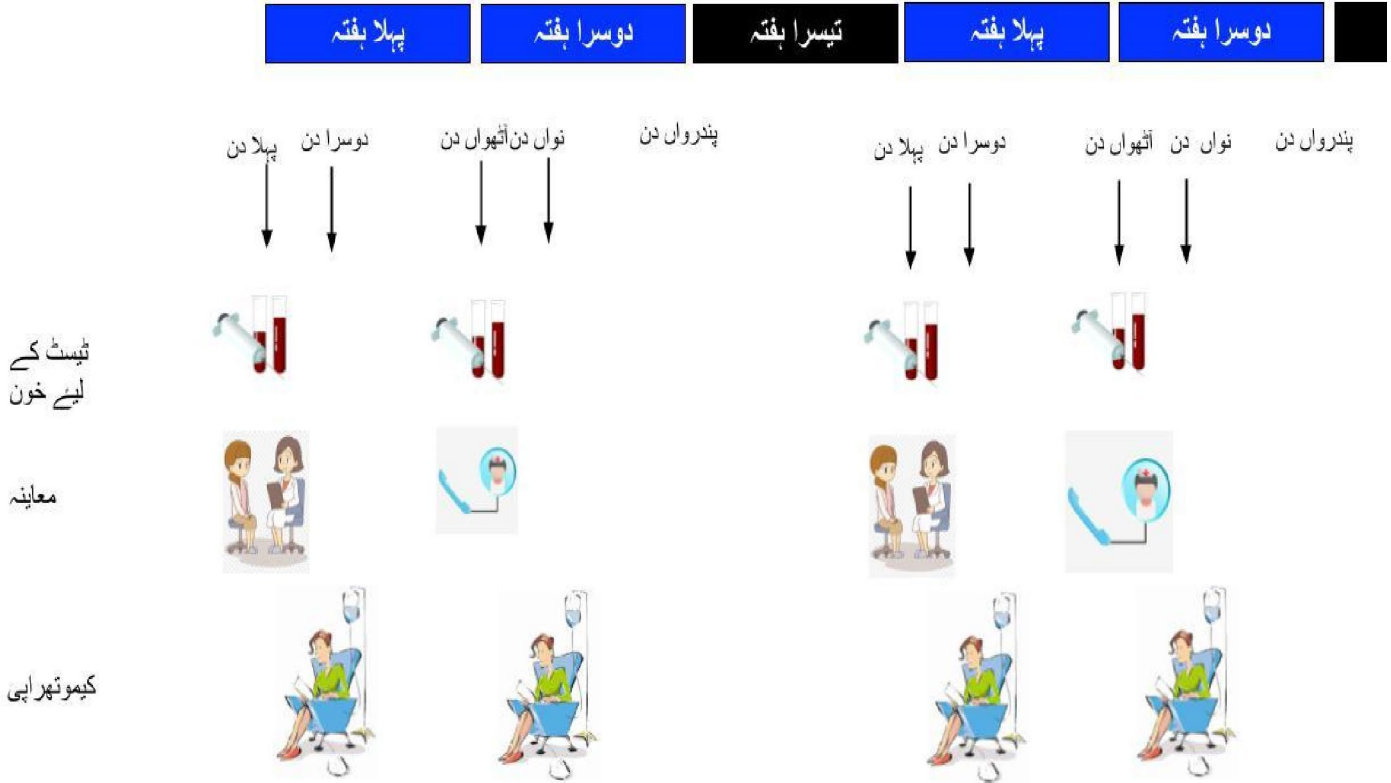 پہلا ہفتہ
دوسرا ہفتہ
تیسرا ہفتہ
پہلا ہفتہ
دوسرا ہفتہ
پہلا دن
دوسرا دن
آٹھواں دن
نواں دن
پندرواں دن
پہلا دن
دوسرا دن
آٹھواں دن
نواں دن
پندرواں دن
ٹیسٹ کے
لیئے خون
معاینہ
کیموتھراپی